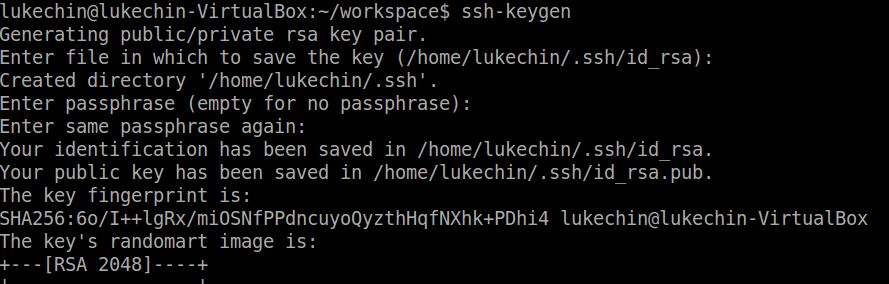 lukechin@lukechin-VirtualBox:~/workspace$ ssh-keygen
Generating public/private rsa key pair.
Enter file in which to save the key (/home/lukechin/.ssh/id_rsa):
Created directory '/home/lukechin/.ssh'.
Enter passphrase (empty for no passphrase):
Enter same passphrase again:
Your identification has been saved in /home/lukechin/.ssh/id_rsa.
Your public key has been saved in /home/lukechin/.ssh/id_rsa.pub.
The key fingerprint is:
SHA256:6o/I++lgRx/miOSNfPPdncuyoQyzthHqfNXhk+PDhi4 lukechin@lukechin-VirtualBox
The key's randomart image is:
+---[RSA 2048]----+